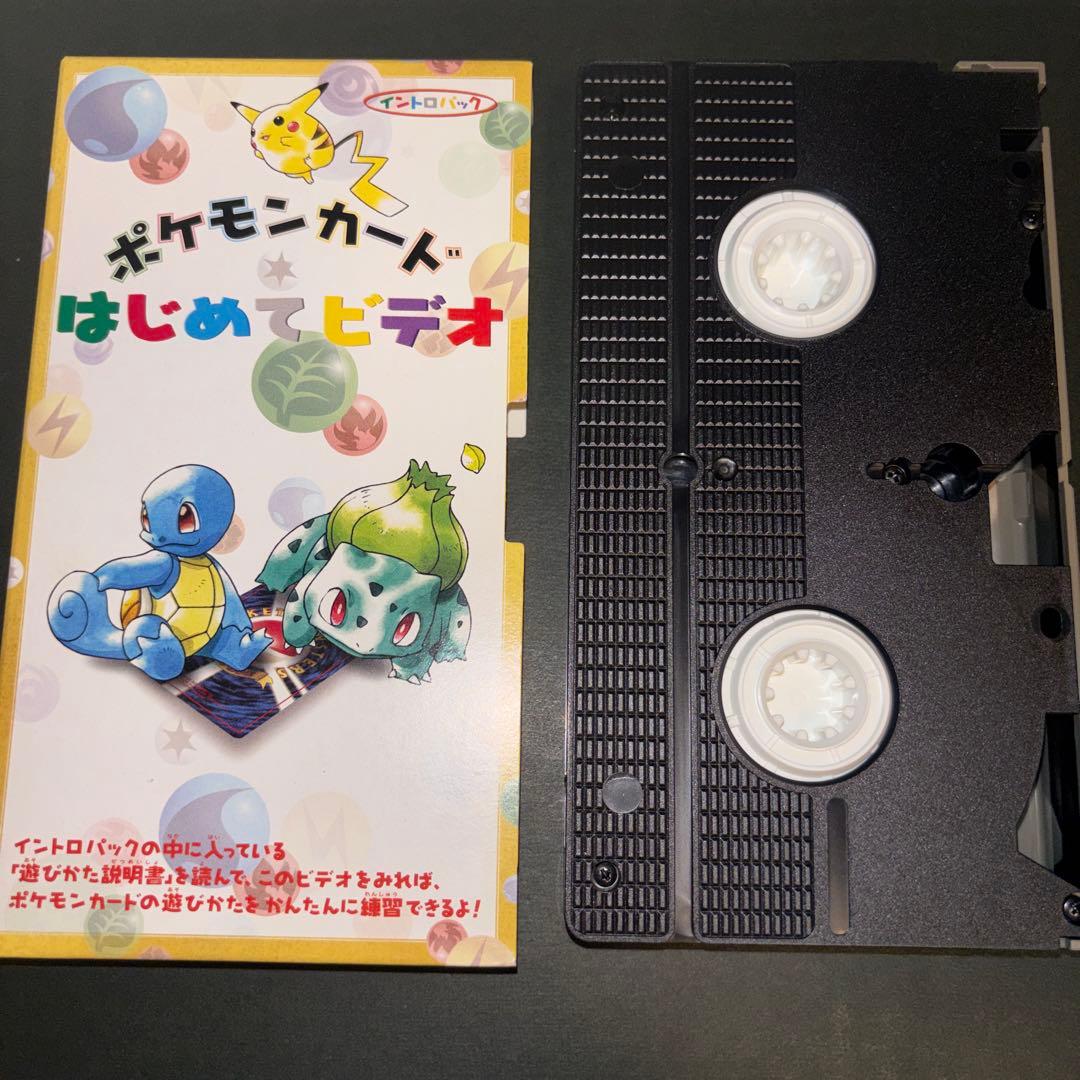 イントロパック
ポケモンカード
はじめてビデオ
イントロパックの中に入っている
「遊びかた説明書」を読んで、このビデオをみれば、
ポケモンカードの遊びかたをかんたんに練習できるよ！